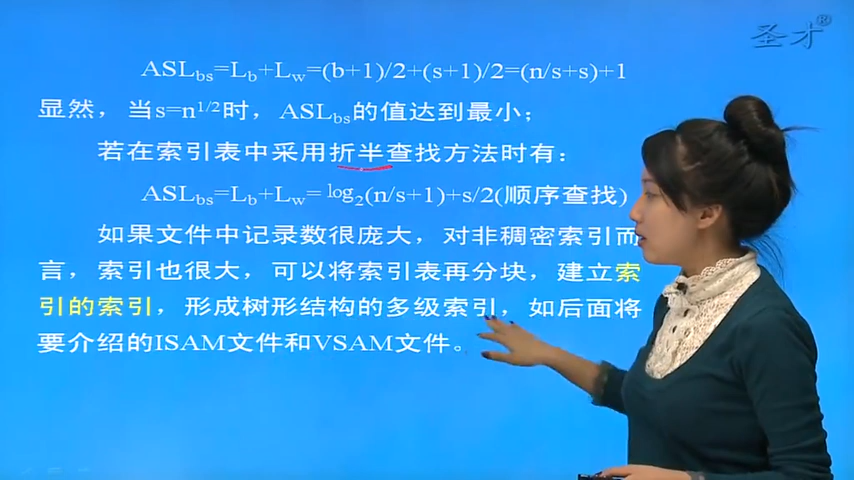 圣才®
ASLbs=Lb+Lw=(b+1)/2+(s+1)/2=(n/s+s)+1
显然，当s=n1/2时，ASLbs的值达到最小；
若在索引表中采用折半查找方法时有：
ASLbs=Lb+Lw= log2(n/s+1)+s/2(顺序查找)
如果文件中记录数很庞大，对非稠密索引而
言，索引也很大，可以将索引表再分块，建立索
引的索引，形成树形结构的多级索引，如后面将
要介绍的ISAM文件和VSAM文件。